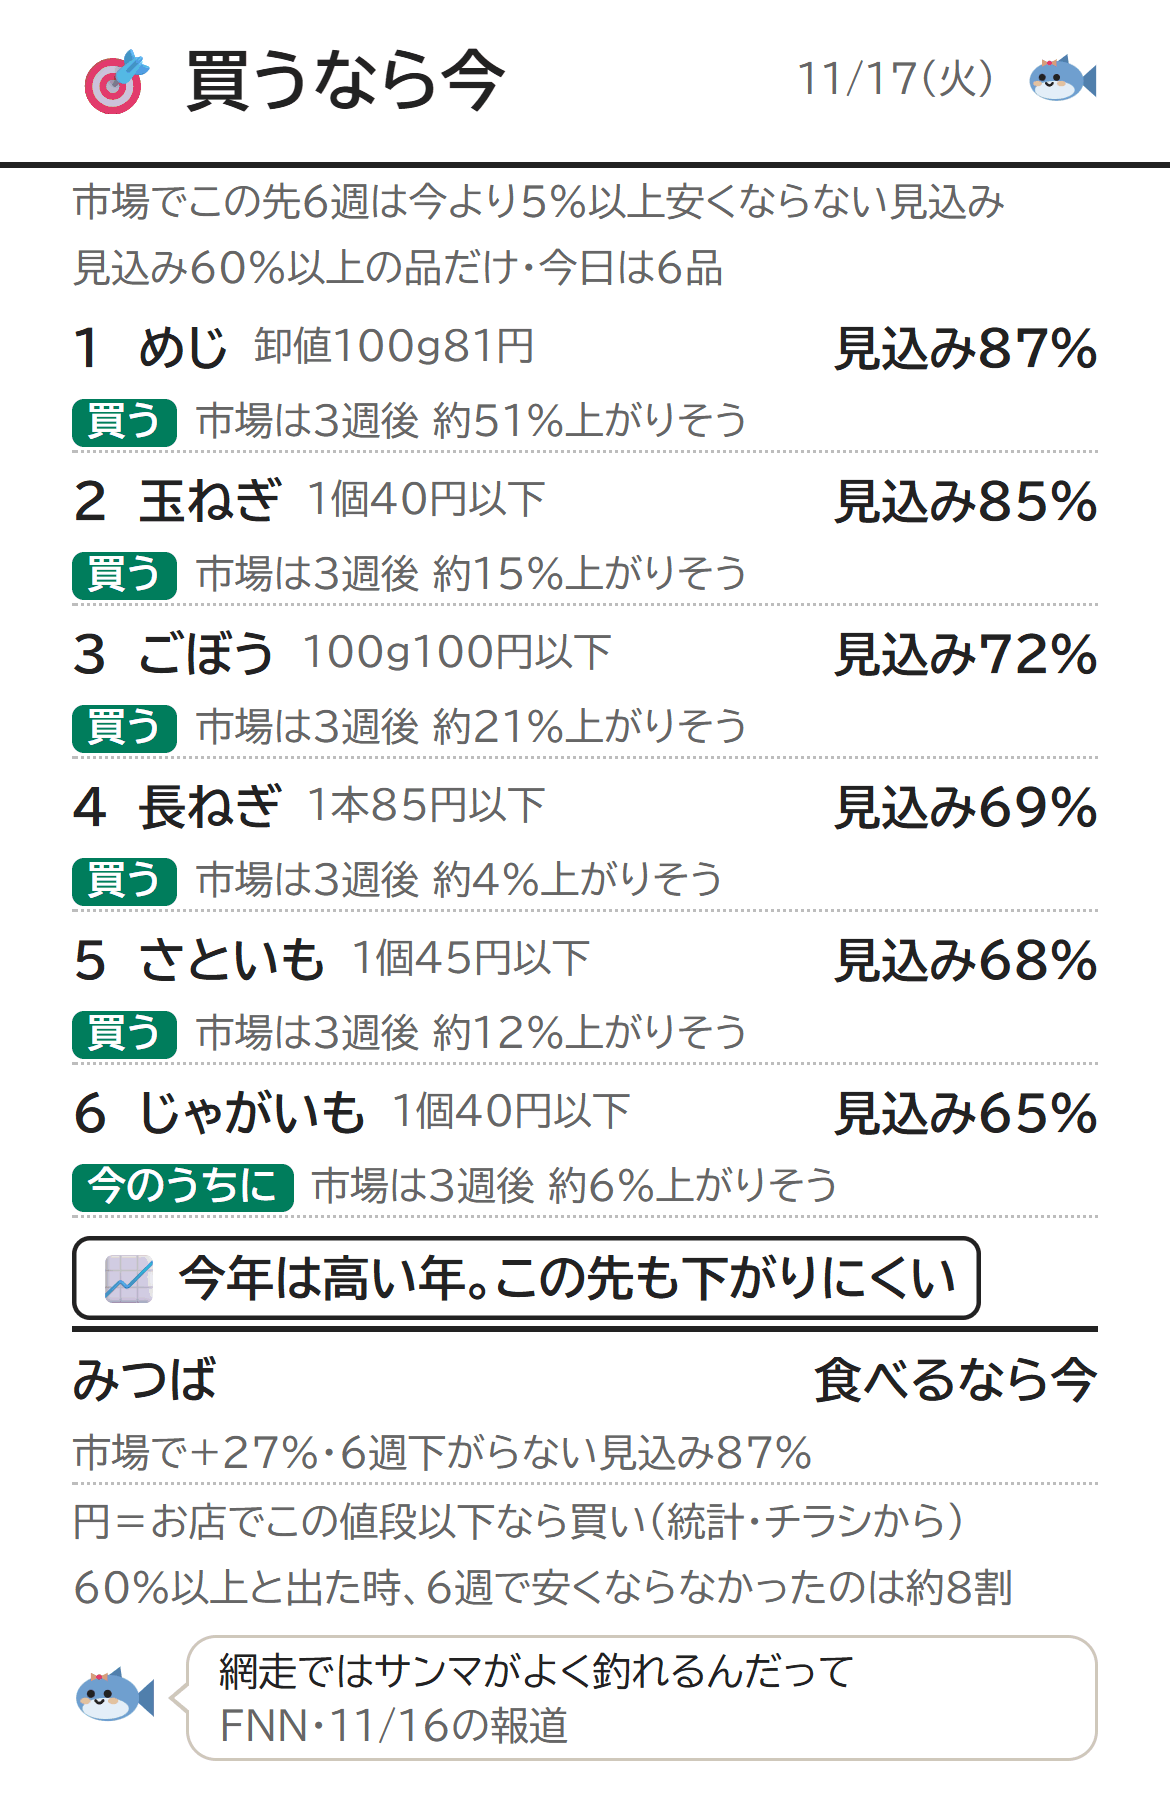 買うなら今
11/17(火)
市場でこの先6週は今より5%以上安くならない見込み
見込み60%以上の品だけ・今日は6品
1 めじ 卸値100g81円 見込み87%
買う 市場は3週後 約51%上がりそう
2 玉ねぎ 1個40円以下 見込み85%
買う 市場は3週後 約15%上がりそう
3 ごぼう 100g100円以下 見込み72%
買う 市場は3週後 約21%上がりそう
4 長ねぎ 1本85円以下 見込み69%
買う 市場は3週後 約4%上がりそう
5 さといも 1個45円以下 見込み68%
買う 市場は3週後 約12%上がりそう
6 じゃがいも 1個40円以下 見込み65%
今のうちに 市場は3週後 約6%上がりそう
今年は高い年。この先も下がりにくい
みつば 食べるなら今
市場で+27%・6週下がらない見込み87%
円=お店でこの値段以下なら買い(統計・チラシから)
60%以上と出た時、6週で安くならなかったのは約8割
網走ではサンマがよく釣れるんだって
FNN・11/16の報道